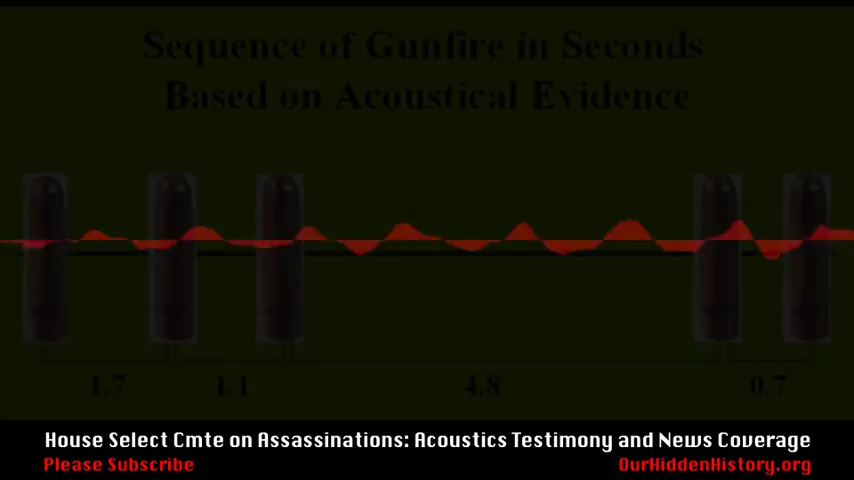 Sequence of Gunfire in Seconds
Based on Acoustical Evidence
1.7 1.1 4.8 0.7
House Select Cmte on Assassinations: Acoustics Testimony and News Coverage
Please Subscribe OurHiddenHistory.org